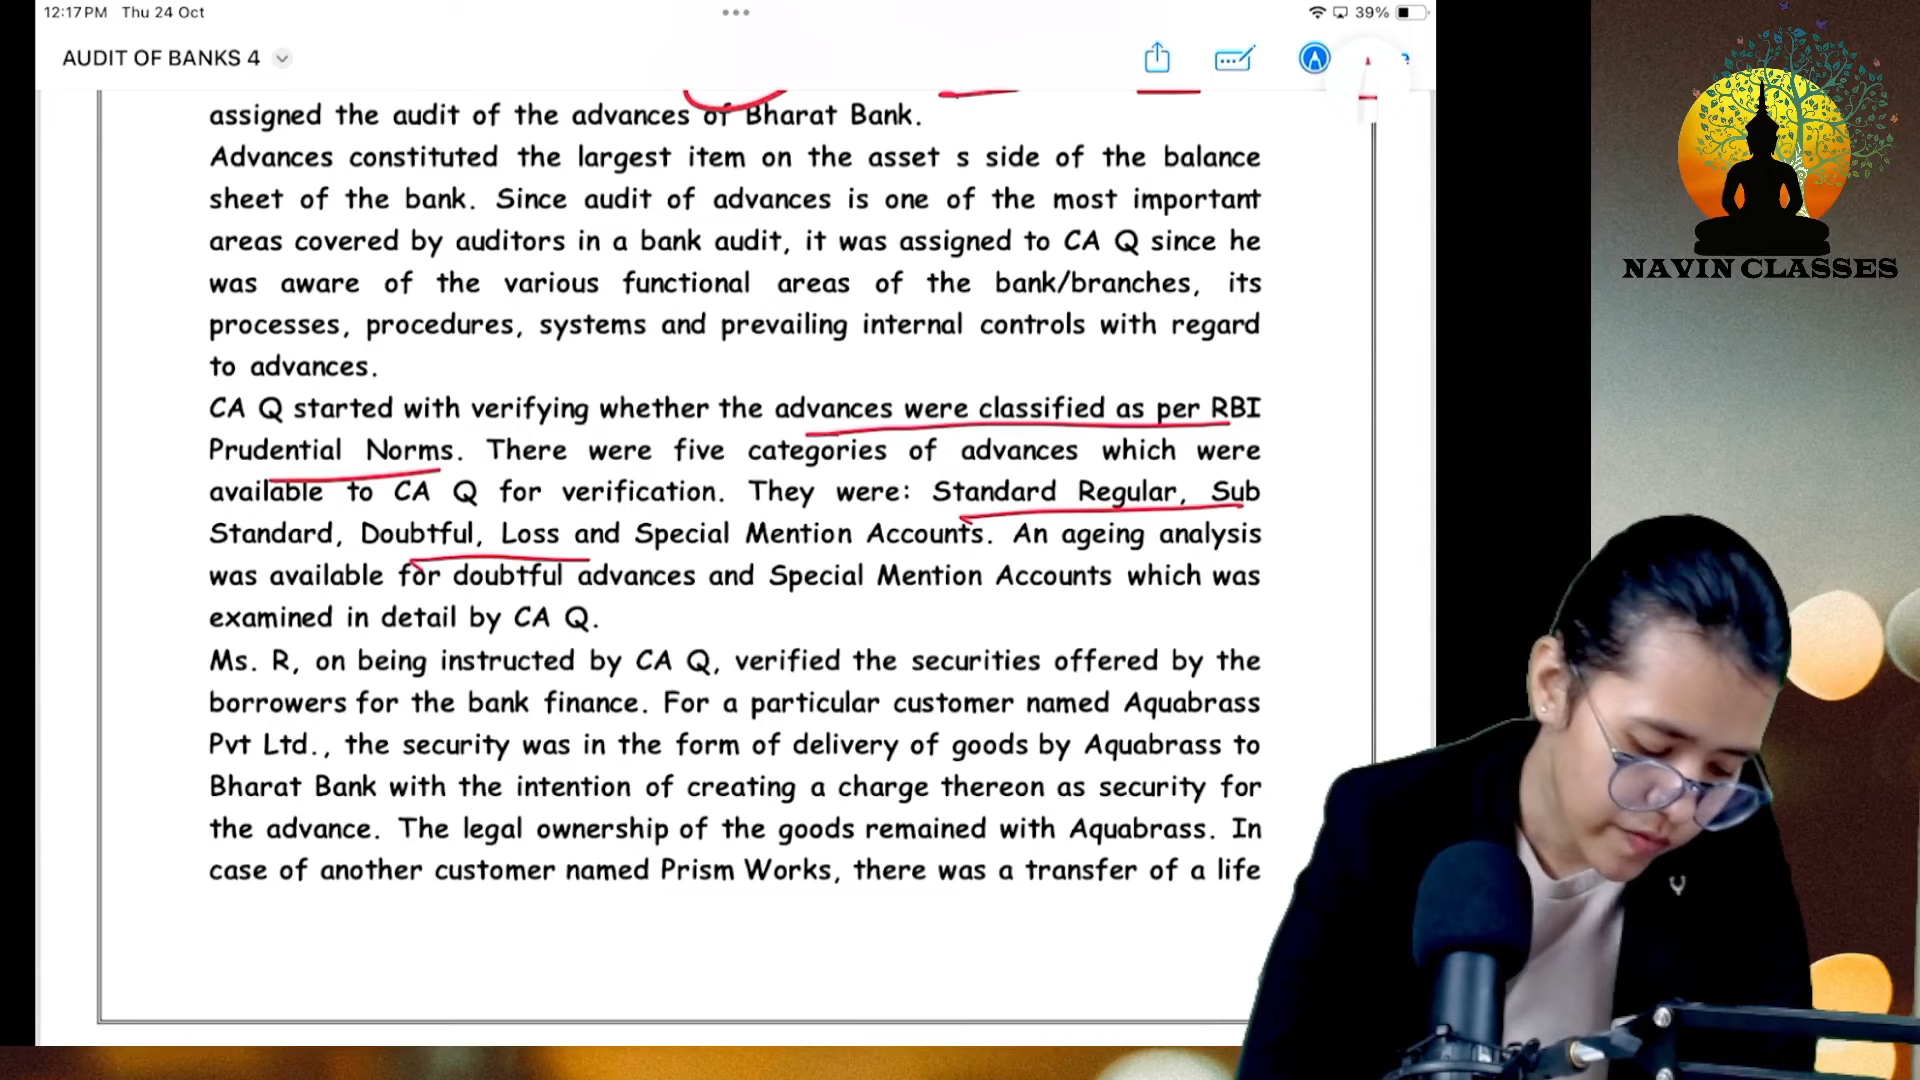 12:17 PM Thu 24 Oct
39%
AUDIT OF BANKS 4
assigned the audit of the advances of Bharat Bank.
Advances constituted the largest item on the asset s side of the balance
sheet of the bank. Since audit of advances is one of the most important
areas covered by auditors in a bank audit, it was assigned to CA Q since he
was aware of the various functional areas of the bank/branches, its
processes, procedures, systems and prevailing internal controls with regard
to advances.
CA Q started with verifying whether the advances were classified as per RBI
Prudential Norms. There were five categories of advances which were
available to CA Q for verification. They were: Standard Regular, Sub
Standard, Doubtful, Loss and Special Mention Accounts. An ageing analysis
was available for doubtful advances and Special Mention Accounts which was
examined in detail by CA Q.
Ms. R, on being instructed by CA Q, verified the securities offered by the
borrowers for the bank finance. For a particular customer named Aquabrass
Pvt Ltd., the security was in the form of delivery of goods by Aquabrass to
Bharat Bank with the intention of creating a charge thereon as security for
the advance. The legal ownership of the goods remained with Aquabrass. In
case of another customer named Prism Works, there was a transfer of a life
NAVIN CLASSES